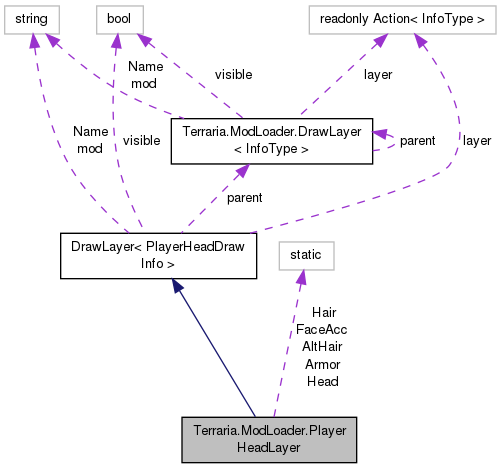 string
bool
readonly Action< InfoType >
Name
mod
visible
layer
Terraria.ModLoader.DrawLayer
< InfoType >
parent
Name
mod
visible
layer
parent
DrawLayer< PlayerHeadDraw
Info >
static
Hair
FaceAcc
AltHair
Armor
Head
Terraria.ModLoader.Player
HeadLayer